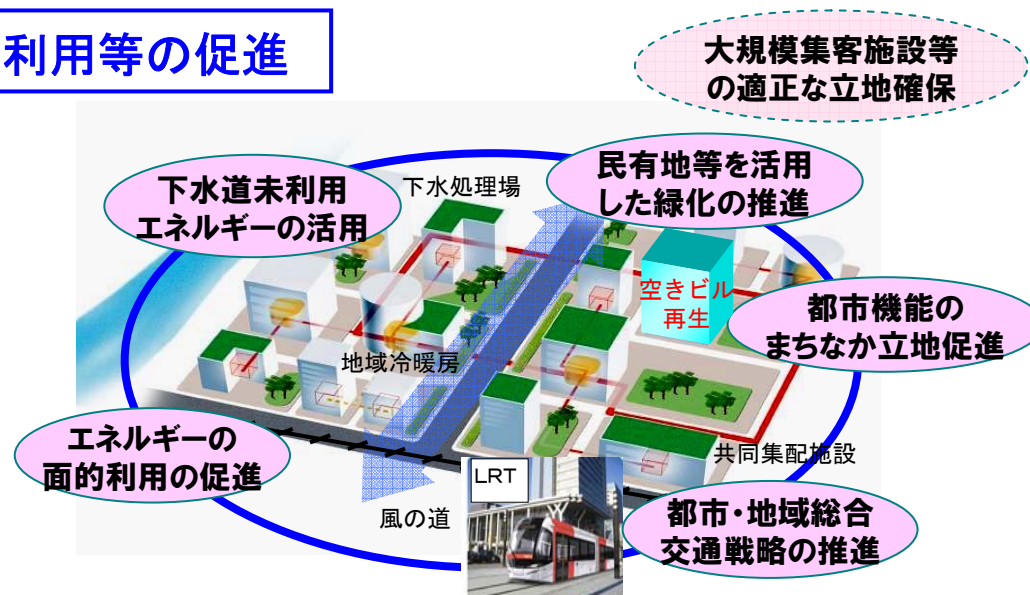 利用等の促進
大規模集客施設等
の適正な立地確保
民有地等を活用
した緑化の推進
下水処理場
下水道未利用
エネルギーの活用
空きビル
再生
都市機能の
まちなか立地促進
地域冷暖房
エネルギーの
面的利用の促進
共同集配施設
LRT
風の道
都市・地域総合
交通戦略の推進